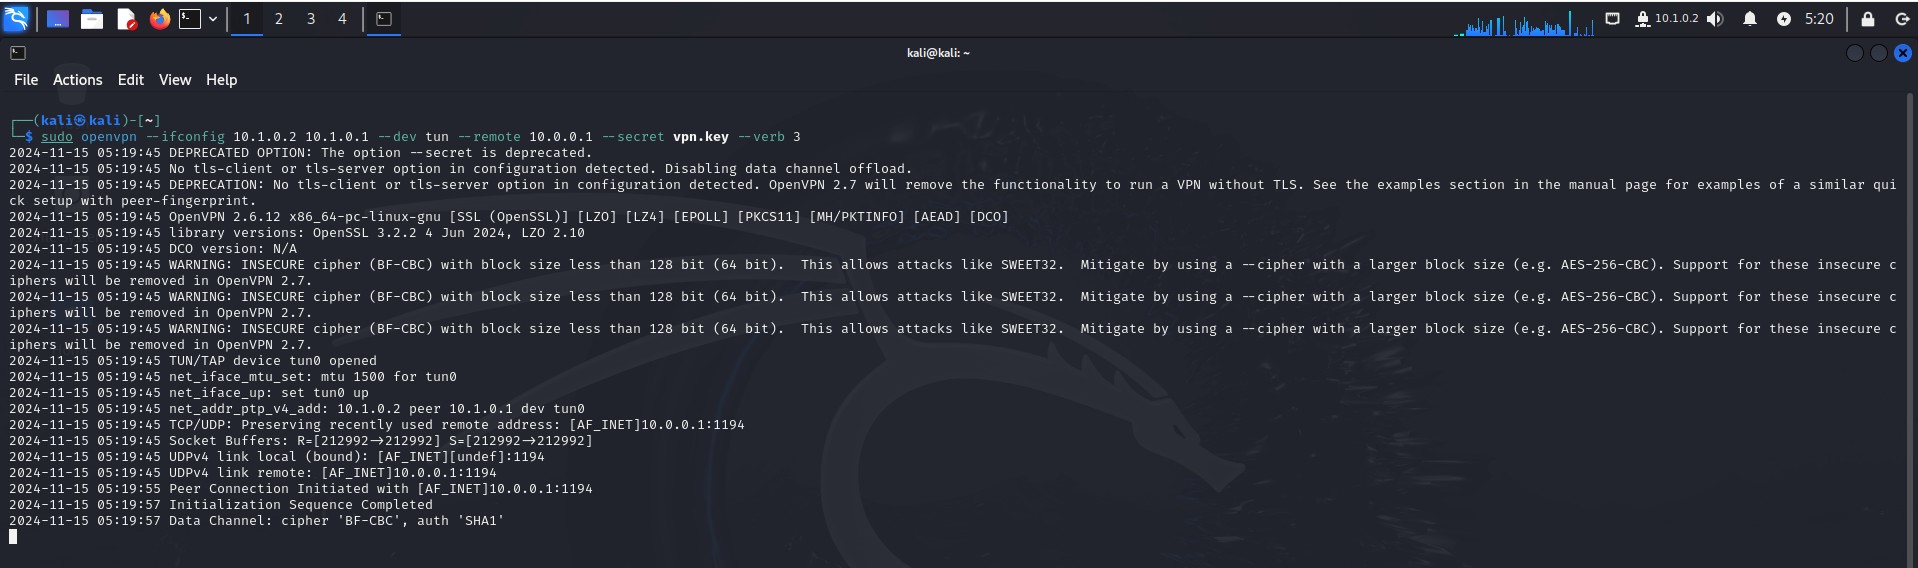 1 2 3 4 10.1.0.2 5:20
kali@kali: ~
File Actions Edit View Help
┌──(kali㉿kali)-[~]
└─$ sudo openvpn --ifconfig 10.1.0.2 10.1.0.1 --dev tun --remote 10.0.0.1 --secret vpn.key --verb 3
2024-11-15 05:19:45 DEPRECATED OPTION: The option --secret is deprecated.
2024-11-15 05:19:45 No tls-client or tls-server option in configuration detected. Disabling data channel offload.
2024-11-15 05:19:45 DEPRECATION: No tls-client or tls-server option in configuration detected. OpenVPN 2.7 will remove the functionality to run a VPN without TLS. See the examples section in the manual page for examples of a similar qui
ck setup with peer-fingerprint.
2024-11-15 05:19:45 OpenVPN 2.6.12 x86_64-pc-linux-gnu [SSL (OpenSSL)] [LZO] [LZ4] [EPOLL] [PKCS11] [MH/PKTINFO] [AEAD] [DCO]
2024-11-15 05:19:45 library versions: OpenSSL 3.2.2 4 Jun 2024, LZO 2.10
2024-11-15 05:19:45 DCO version: N/A
2024-11-15 05:19:45 WARNING: INSECURE cipher (BF-CBC) with block size less than 128 bit (64 bit).  This allows attacks like SWEET32.  Mitigate by using a --cipher with a larger block size (e.g. AES-256-CBC). Support for these insecure c
iphers will be removed in OpenVPN 2.7.
2024-11-15 05:19:45 WARNING: INSECURE cipher (BF-CBC) with block size less than 128 bit (64 bit).  This allows attacks like SWEET32.  Mitigate by using a --cipher with a larger block size (e.g. AES-256-CBC). Support for these insecure c
iphers will be removed in OpenVPN 2.7.
2024-11-15 05:19:45 WARNING: INSECURE cipher (BF-CBC) with block size less than 128 bit (64 bit).  This allows attacks like SWEET32.  Mitigate by using a --cipher with a larger block size (e.g. AES-256-CBC). Support for these insecure c
iphers will be removed in OpenVPN 2.7.
2024-11-15 05:19:45 TUN/TAP device tun0 opened
2024-11-15 05:19:45 net_iface_mtu_set: mtu 1500 for tun0
2024-11-15 05:19:45 net_iface_up: set tun0 up
2024-11-15 05:19:45 net_addr_ptp_v4_add: 10.1.0.2 peer 10.1.0.1 dev tun0
2024-11-15 05:19:45 TCP/UDP: Preserving recently used remote address: [AF_INET]10.0.0.1:1194
2024-11-15 05:19:45 Socket Buffers: R=[212992→212992] S=[212992→212992]
2024-11-15 05:19:45 UDPv4 link local (bound): [AF_INET][undef]:1194
2024-11-15 05:19:45 UDPv4 link remote: [AF_INET]10.0.0.1:1194
2024-11-15 05:19:55 Peer Connection Initiated with [AF_INET]10.0.0.1:1194
2024-11-15 05:19:57 Initialization Sequence Completed
2024-11-15 05:19:57 Data Channel: cipher 'BF-CBC', auth 'SHA1'